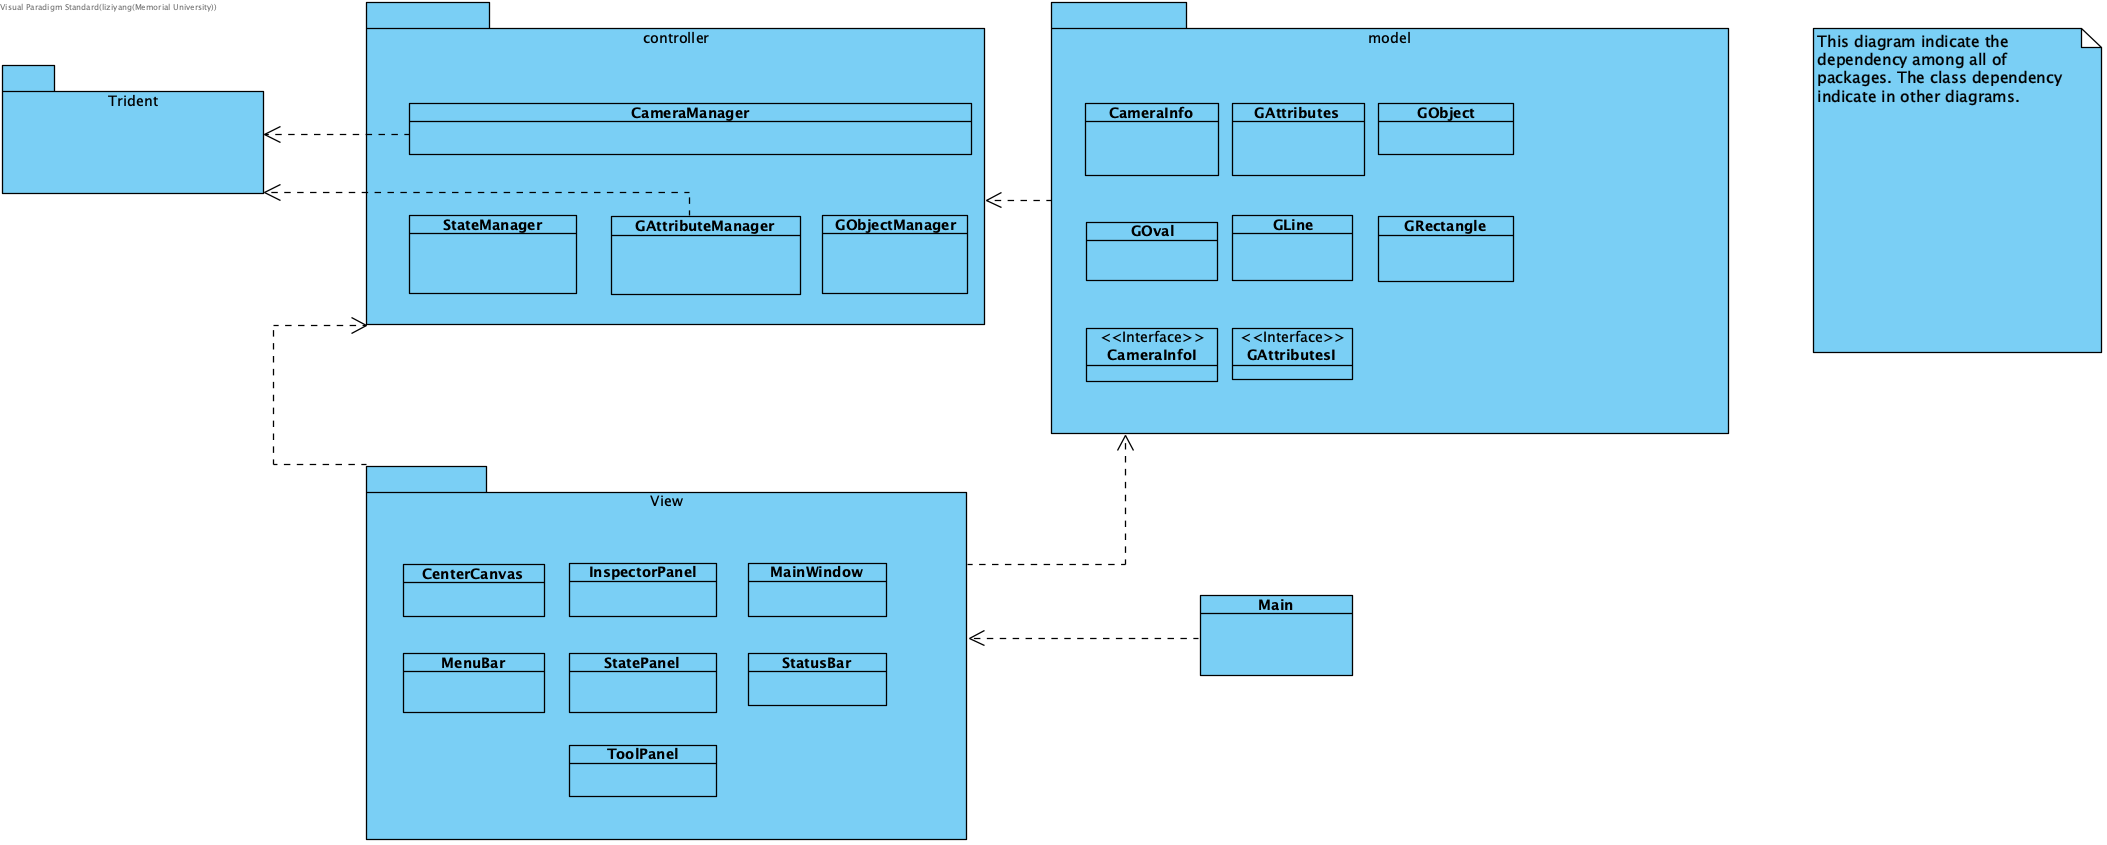 Visual Paradigm Standard(liziyang(Memorial University))
controller
model
This diagram indicate the
dependency among all of
packages. The class dependency
indicate in other diagrams.
Trident
CameraManager
CameraInfo
GAttributes
GObject
StateManager
GAttributeManager
GObjectManager
GOval
GLine
GRectangle
<<Interface>>
CameraInfoI
<<Interface>>
GAttributesI
View
CenterCanvas
InspectorPanel
MainWindow
Main
MenuBar
StatePanel
StatusBar
ToolPanel